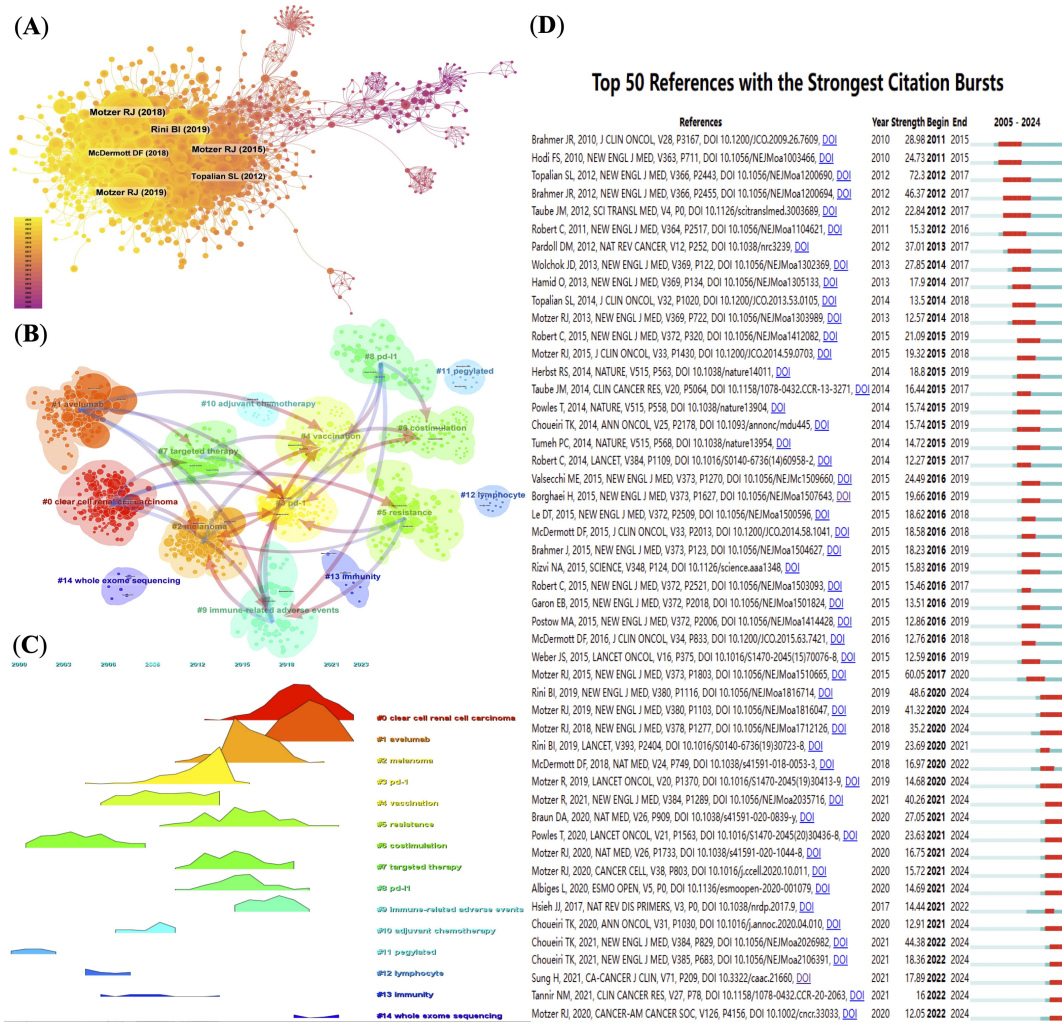 (A)
Motzer RJ (2018)
Rini BI (2019)
McDermott DF (2018)
Motzer RJ (2015)
Topalian SL (2012)
Motzer RJ (2019)
(B)
#8 pd-l1
#11 pegylated
#1 avelumab
#10 adjuvant chemotherapy
#4 vaccination
#6 costimulation
#7 targeted therapy
#0 clear cell renal cell carcinoma
#3 pd-1
#12 lymphocyte
#5 resistance
#2 melanoma
#14 whole exome sequencing
#13 immunity
#9 immune-related adverse events
(C)
2000 2003 2006 2009 2012 2015 2018 2021 2023
#0 clear cell renal cell carcinoma
#1 avelumab
#2 melanoma
#3 pd-1
#4 vaccination
#5 resistance
#6 costimulation
#7 targeted therapy
#8 pd-l1
#9 immune-related adverse events
#10 adjuvant chemotherapy
#11 pegylated
#12 lymphocyte
#13 immunity
#14 whole exome sequencing
(D)
Top 50 References with the Strongest Citation Bursts
References Year Strength Begin End 2005 - 2024
Brahmer JR, 2010, J CLIN ONCOL, V28, P3167, DOI 10.1200/JCO.2009.26.7609, DOI 2010 28.98 2011 2015
Hodi FS, 2010, NEW ENGL J MED, V363, P711, DOI 10.1056/NEJMoa1003466, DOI 2010 24.73 2011 2015
Topalian SL, 2012, NEW ENGL J MED, V366, P2443, DOI 10.1056/NEJMoa1200690, DOI 2012 72.3 2012 2017
Brahmer JR, 2012, NEW ENGL J MED, V366, P2455, DOI 10.1056/NEJMoa1200694, DOI 2012 46.37 2012 2017
Taube JM, 2012, SCI TRANSL MED, V4, P0, DOI 10.1126/scitranslmed.3003689, DOI 2012 22.84 2012 2017
Robert C, 2011, NEW ENGL J MED, V364, P2517, DOI 10.1056/NEJMoa1104621, DOI 2011 15.3 2012 2016
Pardoll DM, 2012, NAT REV CANCER, V12, P252, DOI 10.1038/nrc3239, DOI 2012 37.01 2013 2017
Wolchok JD, 2013, NEW ENGL J MED, V369, P122, DOI 10.1056/NEJMoa1302369, DOI 2013 27.85 2014 2017
Hamid O, 2013, NEW ENGL J MED, V369, P134, DOI 10.1056/NEJMoa1305133, DOI 2013 17.9 2014 2017
Topalian SL, 2014, J CLIN ONCOL, V32, P1020, DOI 10.1200/JCO.2013.53.0105, DOI 2014 13.5 2014 2018
Motzer RJ, 2013, NEW ENGL J MED, V369, P722, DOI 10.1056/NEJMoa1303989, DOI 2013 12.57 2014 2018
Robert C, 2015, NEW ENGL J MED, V372, P320, DOI 10.1056/NEJMoa1412082, DOI 2015 21.09 2015 2019
Motzer RJ, 2015, J CLIN ONCOL, V33, P1430, DOI 10.1200/JCO.2014.59.0703, DOI 2015 19.32 2015 2018
Herbst RS, 2014, NATURE, V515, P563, DOI 10.1038/nature14011, DOI 2014 18.8 2015 2019
Taube JM, 2014, CLIN CANCER RES, V20, P5064, DOI 10.1158/1078-0432.CCR-13-3271, DOI 2014 16.44 2015 2017
Powles T, 2014, NATURE, V515, P558, DOI 10.1038/nature13904, DOI 2014 15.74 2015 2019
Choueiri TK, 2014, ANN ONCOL, V25, P2178, DOI 10.1093/annonc/mdu445, DOI 2014 15.74 2015 2019
Tumeh PC, 2014, NATURE, V515, P568, DOI 10.1038/nature13954, DOI 2014 14.72 2015 2019
Robert C, 2014, LANCET, V384, P1109, DOI 10.1016/S0140-6736(14)60958-2, DOI 2014 12.27 2015 2017
Valsecchi ME, 2015, NEW ENGL J MED, V373, P1270, DOI 10.1056/NEJMc1509660, DOI 2015 24.49 2016 2019
Borghaei H, 2015, NEW ENGL J MED, V373, P1627, DOI 10.1056/NEJMoa1507643, DOI 2015 19.66 2016 2019
Le DT, 2015, NEW ENGL J MED, V372, P2509, DOI 10.1056/NEJMoa1500596, DOI 2015 18.62 2016 2018
McDermott DF, 2015, J CLIN ONCOL, V33, P2013, DOI 10.1200/JCO.2014.58.1041, DOI 2015 18.58 2016 2018
Brahmer J, 2015, NEW ENGL J MED, V373, P123, DOI 10.1056/NEJMoa1504627, DOI 2015 18.23 2016 2019
Rizvi NA, 2015, SCIENCE, V348, P124, DOI 10.1126/science.aaa1348, DOI 2015 15.83 2016 2019
Robert C, 2015, NEW ENGL J MED, V372, P2521, DOI 10.1056/NEJMoa1503093, DOI 2015 15.46 2016 2017
Garon EB, 2015, NEW ENGL J MED, V372, P2018, DOI 10.1056/NEJMoa1501824, DOI 2015 13.51 2016 2019
Postow MA, 2015, NEW ENGL J MED, V372, P2006, DOI 10.1056/NEJMoa1414428, DOI 2015 12.86 2016 2019
McDermott DF, 2016, J CLIN ONCOL, V34, P833, DOI 10.1200/JCO.2015.63.7421, DOI 2016 12.76 2016 2018
Weber JS, 2015, LANCET ONCOL, V16, P375, DOI 10.1016/S1470-2045(15)70076-8, DOI 2015 12.59 2016 2019
Motzer RJ, 2015, NEW ENGL J MED, V373, P1803, DOI 10.1056/NEJMoa1510665, DOI 2015 60.05 2017 2020
Rini BI, 2019, NEW ENGL J MED, V380, P1116, DOI 10.1056/NEJMoa1816714, DOI 2019 48.6 2020 2024
Motzer RJ, 2019, NEW ENGL J MED, V380, P1103, DOI 10.1056/NEJMoa1816047, DOI 2019 41.32 2020 2024
Motzer RJ, 2018, NEW ENGL J MED, V378, P1277, DOI 10.1056/NEJMoa1712126, DOI 2018 35.2 2020 2024
Rini BI, 2019, LANCET, V393, P2404, DOI 10.1016/S0140-6736(19)30723-8, DOI 2019 23.69 2020 2021
McDermott DF, 2018, NAT MED, V24, P749, DOI 10.1038/s41591-018-0053-3, DOI 2018 16.97 2020 2022
Motzer R, 2019, LANCET ONCOL, V20, P1370, DOI 10.1016/S1470-2045(19)30413-9, DOI 2019 14.68 2020 2024
Motzer R, 2021, NEW ENGL J MED, V384, P1289, DOI 10.1056/NEJMoa2035716, DOI 2021 40.26 2021 2024
Braun DA, 2020, NAT MED, V26, P909, DOI 10.1038/s41591-020-0839-y, DOI 2020 27.05 2021 2024
Powles T, 2020, LANCET ONCOL, V21, P1563, DOI 10.1016/S1470-2045(20)30436-8, DOI 2020 23.63 2021 2024
Motzer RJ, 2020, NAT MED, V26, P1733, DOI 10.1038/s41591-020-1044-8, DOI 2020 16.75 2021 2024
Motzer RJ, 2020, CANCER CELL, V38, P803, DOI 10.1016/j.ccell.2020.10.011, DOI 2020 15.72 2021 2024
Albiges L, 2020, ESMO OPEN, V5, P0, DOI 10.1136/esmoopen-2020-001079, DOI 2020 14.69 2021 2024
Hsieh JJ, 2017, NAT REV DIS PRIMERS, V3, P0, DOI 10.1038/nrdp.2017.9, DOI 2017 14.44 2021 2022
Choueiri TK, 2020, ANN ONCOL, V31, P1030, DOI 10.1016/j.annonc.2020.04.010, DOI 2020 12.91 2021 2024
Choueiri TK, 2021, NEW ENGL J MED, V384, P829, DOI 10.1056/NEJMoa2026982, DOI 2021 44.38 2022 2024
Choueiri TK, 2021, NEW ENGL J MED, V385, P683, DOI 10.1056/NEJMoa2106391, DOI 2021 18.36 2022 2024
Sung H, 2021, CA-CANCER J CLIN, V71, P209, DOI 10.3322/caac.21660, DOI 2021 17.89 2022 2024
Tannir NM, 2021, CLIN CANCER RES, V27, P78, DOI 10.1158/1078-0432.CCR-20-2063, DOI 2021 16 2022 2024
Motzer RJ, 2020, CANCER-AM CANCER SOC, V126, P4156, DOI 10.1002/cncr.33033, DOI 2020 12.05 2022 2024